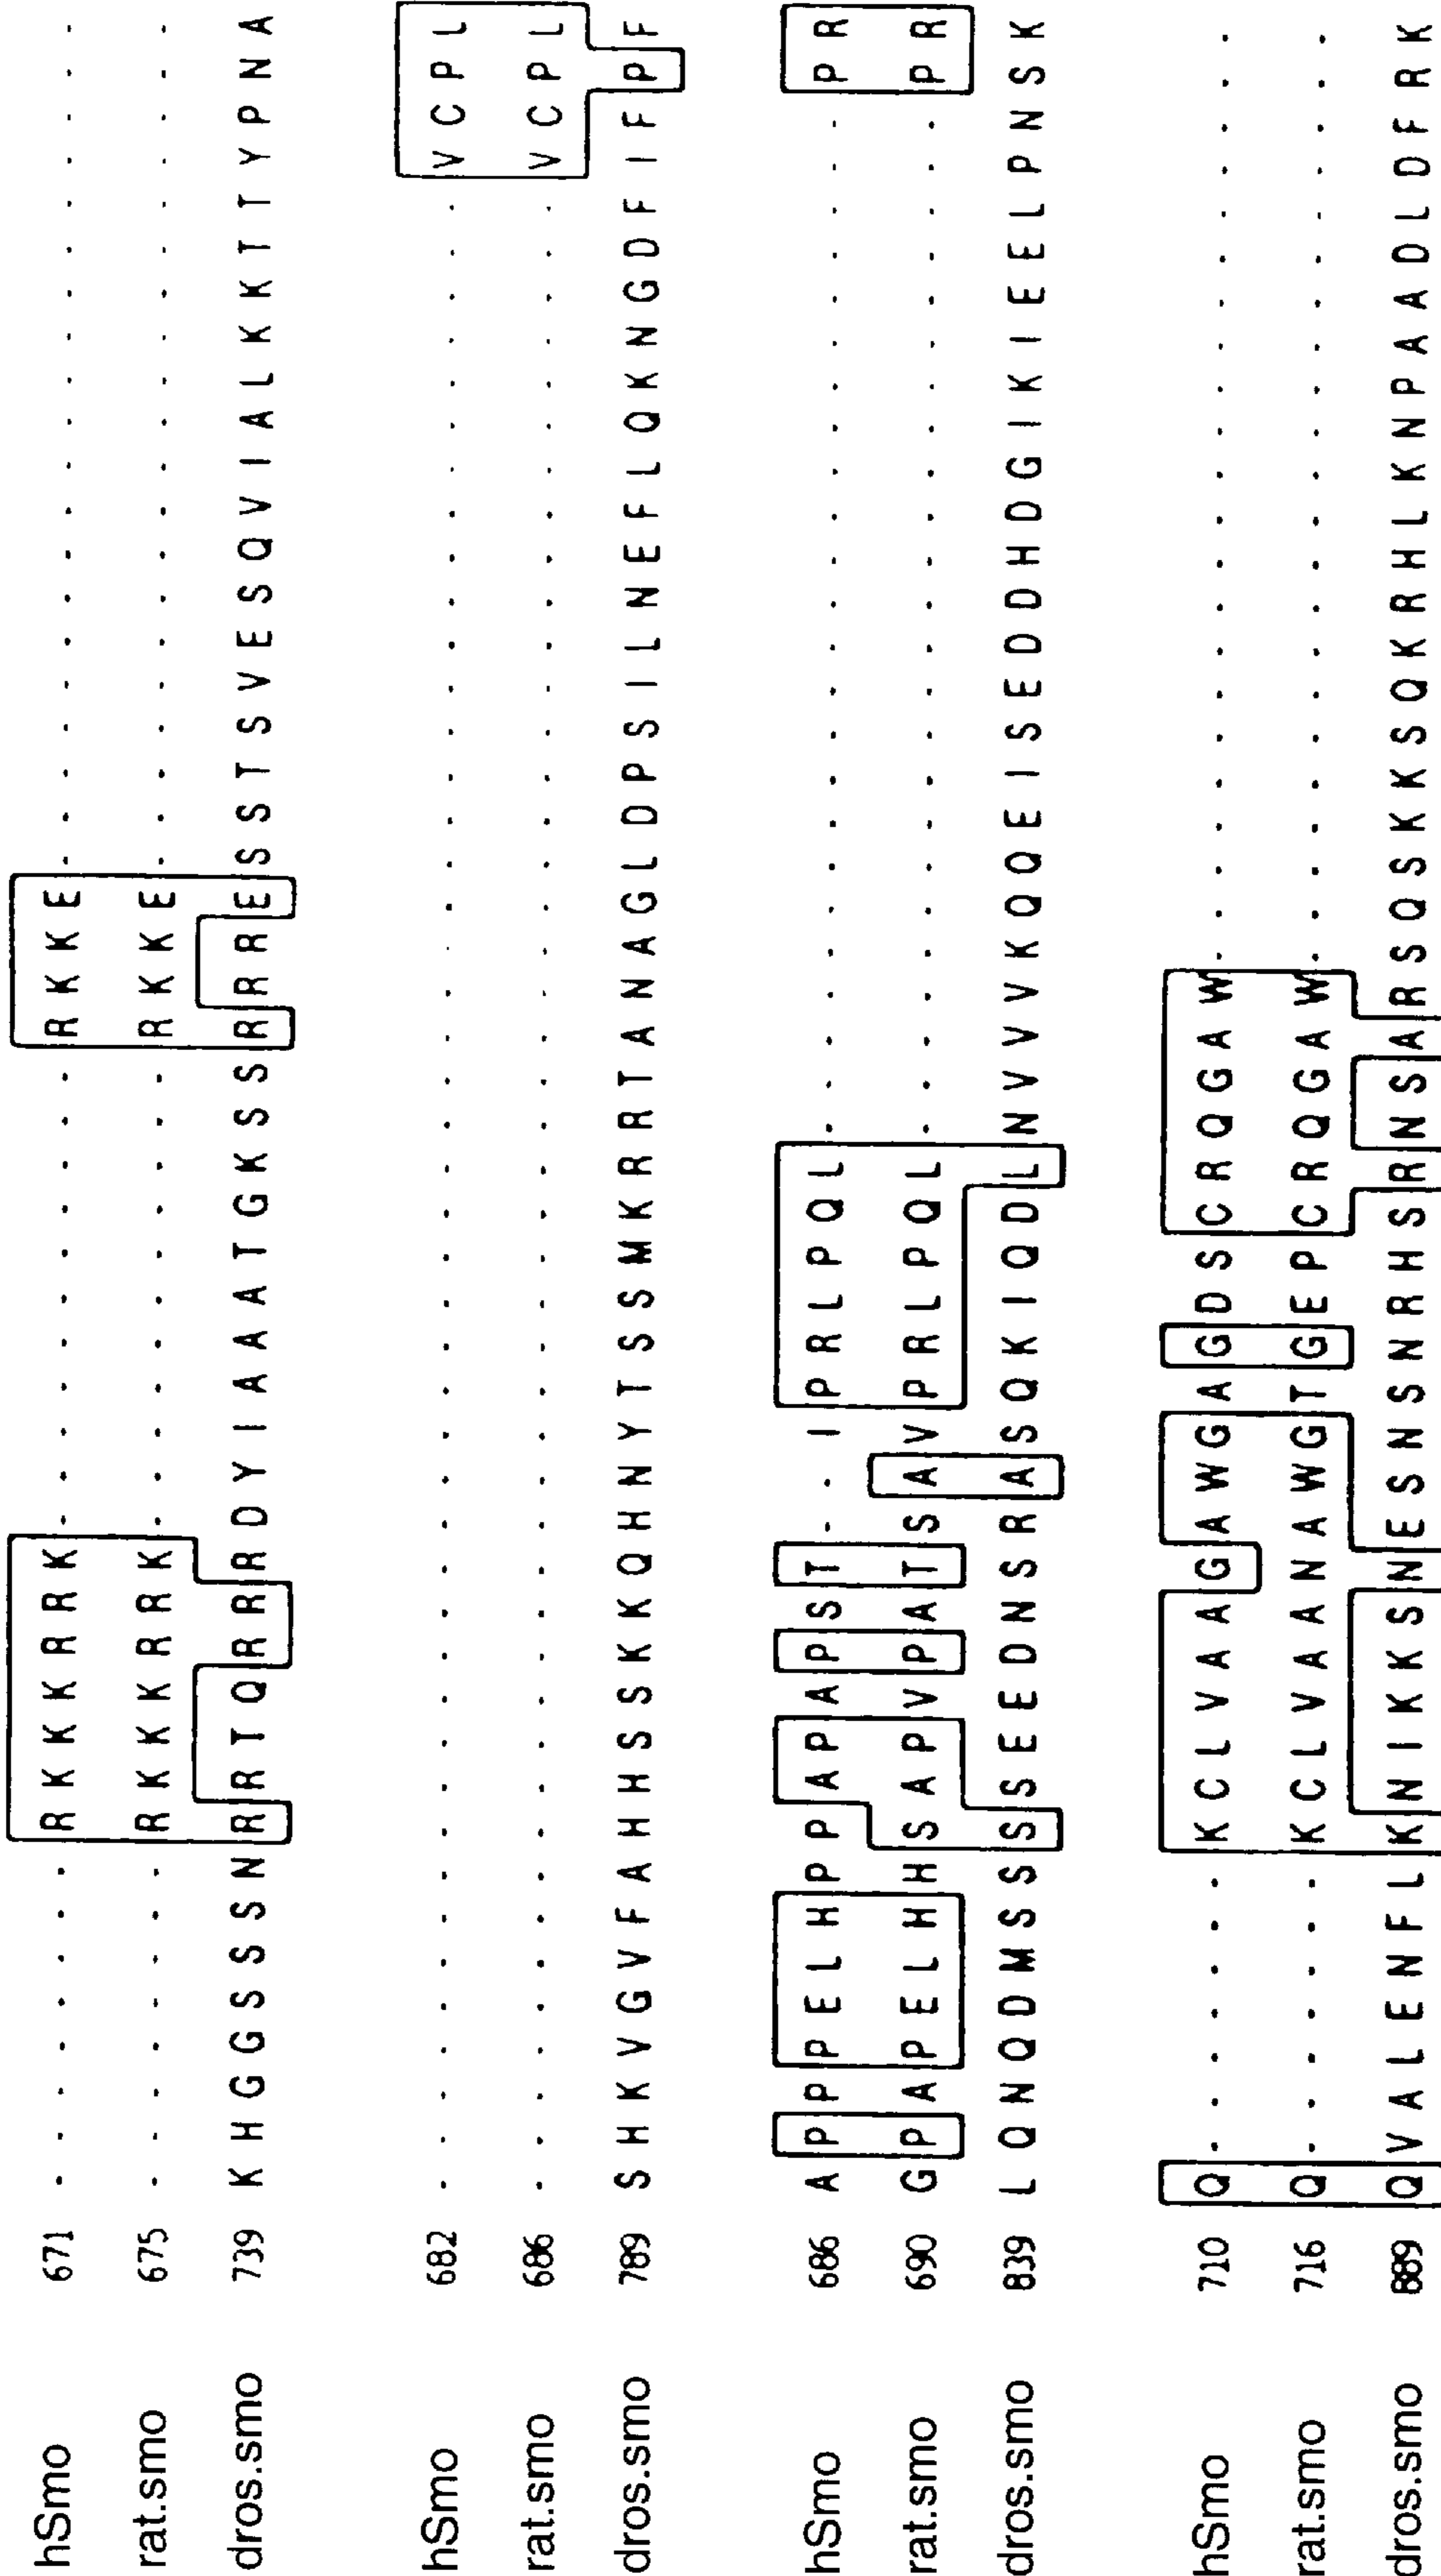 hSmo 671 . . . . . . . . R K K K R R K . . . . . . . . . . . R K K E . . . . . . . . . . . . . . . . . . . .
rat.smo 675 . . . . . . . . R K K K R R K . . . . . . . . . . . R K K E . . . . . . . . . . . . . . . . . . . .
dros.smo 739 K H G G S S S N R R T Q R R R D Y I A A A T G K S S R R R E S S T S V E S Q V I A L K K T T Y P N A
hSmo 682 . . . . . . . . . . . . . . . . . . . . . . . . . . . . . . . . . . . . . . . . . . . . . . V C P L
rat.smo 686 . . . . . . . . . . . . . . . . . . . . . . . . . . . . . . . . . . . . . . . . . . . . . . V C P L
dros.smo 789 S H K V G V F A H H S S K K Q H N Y T S S M K R R T A N A G L D P S I L N E F L Q K N G D F I F P F
hSmo 686 A P P P E L H P P A P A P S T . . I P R L P Q L . . . . . . . . . . . . . . . . . . . . . . . . P R
rat.smo 690 G P A P E L H H S A P V P A T S A V P R L P Q L . . . . . . . . . . . . . . . . . . . . . . . . P R
dros.smo 839 L Q N Q D M S S S S E E D N S R A S Q K I Q D L N V V V K Q Q E I S E D D H D G I K I E E L P N S K
hSmo 710 Q . . . . . . . K C L V A A G A W G A G D S C R Q G A W . . . . . . . . . . . . . . . . . . . . . .
rat.smo 716 Q . . . . . . . K C L V A A N A W G T G E P C R Q G A W . . . . . . . . . . . . . . . . . . . . . .
dros.smo 889 Q V A L E N F L K N I K K S N E S N S N R H S R N S A R S Q S K K S Q K R H L K N P A A D L D F R K